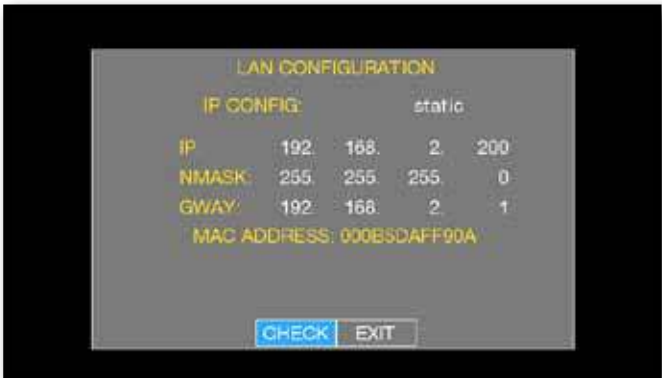 LAN CONFIGURATION
IP CONFIG: static
IP 192. 168. 2. 200
NMASK: 255. 255. 255. 0
GWAY: 192. 168. 2. 1
MAC ADDRESS: 000B5DAFF90A
CHECK EXIT